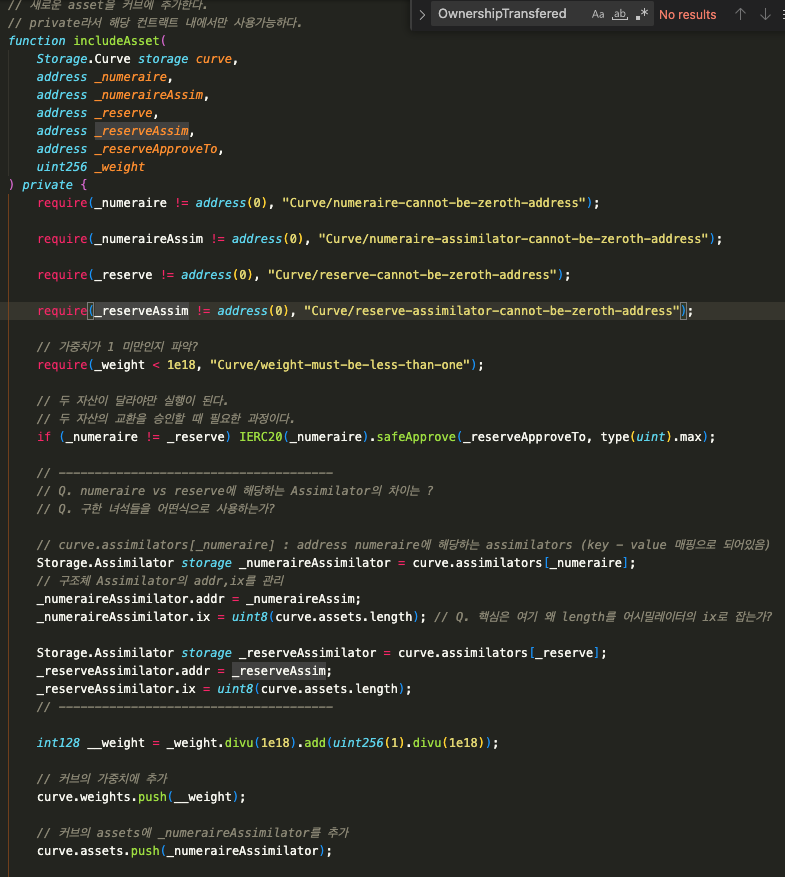 // 새로운 asset을 커브에 추가한다.
OwnershipTransfered Aa ab .* No results
// private라서 해당 컨트랙트 내에서만 사용가능하다.
function includeAsset(
    Storage.Curve storage curve,
    address _numeraire,
    address _numeraireAssim,
    address _reserve,
    address _reserveAssim,
    address _reserveApproveTo,
    uint256 _weight
) private {
    require(_numeraire != address(0), "Curve/numeraire-cannot-be-zeroth-address");
    require(_numeraireAssim != address(0), "Curve/numeraire-assimilator-cannot-be-zeroth-address");
    require(_reserve != address(0), "Curve/reserve-cannot-be-zeroth-address");
    require(_reserveAssim != address(0), "Curve/reserve-assimilator-cannot-be-zeroth-address");
    // 가중치가 1 미만인지 파악?
    require(_weight < 1e18, "Curve/weight-must-be-less-than-one");
    // 두 자산이 달라야만 실행이 된다.
    // 두 자산의 교환을 승인할 때 필요한 과정이다.
    if (_numeraire != _reserve) IERC20(_numeraire).safeApprove(_reserveApproveTo, type(uint).max);
    // --------------------------------------
    // Q. numeraire vs reserve에 해당하는 Assimilator의 차이는 ?
    // Q. 구한 녀석들을 어떤식으로 사용하는가?
    // curve.assimilators[_numeraire] : address numeraire에 해당하는 assimilators (key - value 매핑으로 되어있음)
    Storage.Assimilator storage _numeraireAssimilator = curve.assimilators[_numeraire];
    // 구조체 Assimilator의 addr,ix를 관리
    _numeraireAssimilator.addr = _numeraireAssim;
    _numeraireAssimilator.ix = uint8(curve.assets.length); // Q. 핵심은 여기 왜 length를 어시밀레이터의 ix로 잡는가?
    Storage.Assimilator storage _reserveAssimilator = curve.assimilators[_reserve];
    _reserveAssimilator.addr = _reserveAssim;
    _reserveAssimilator.ix = uint8(curve.assets.length);
    // --------------------------------------
    int128 __weight = _weight.divu(1e18).add(uint256(1).divu(1e18));
    // 커브의 가중치에 추가
    curve.weights.push(__weight);
    // 커브의 assets에 _numeraireAssimilator를 추가
    curve.assets.push(_numeraireAssimilator);